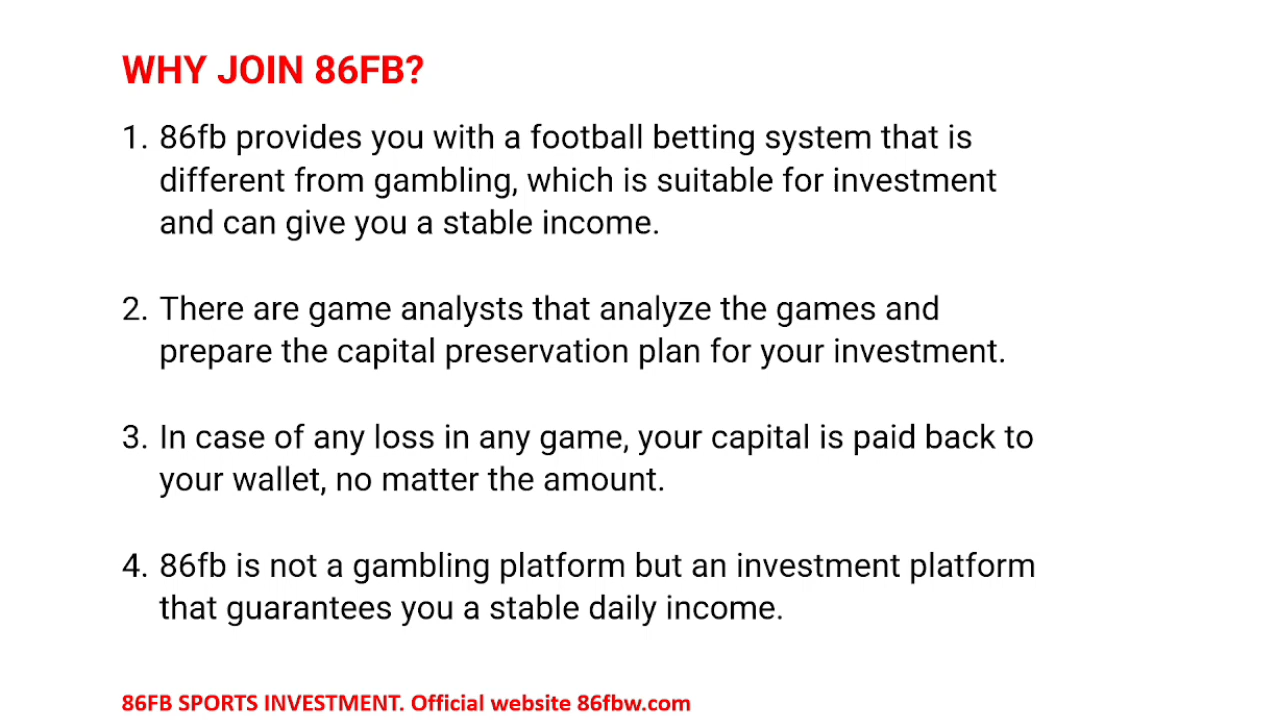 WHY JOIN 86FB?
1. 86fb provides you with a football betting system that is
different from gambling, which is suitable for investment
and can give you a stable income.
2. There are game analysts that analyze the games and
prepare the capital preservation plan for your investment.
3. In case of any loss in any game, your capital is paid back to
your wallet, no matter the amount.
4. 86fb is not a gambling platform but an investment platform
that guarantees you a stable daily income.
86FB SPORTS INVESTMENT. Official website 86fbw.com